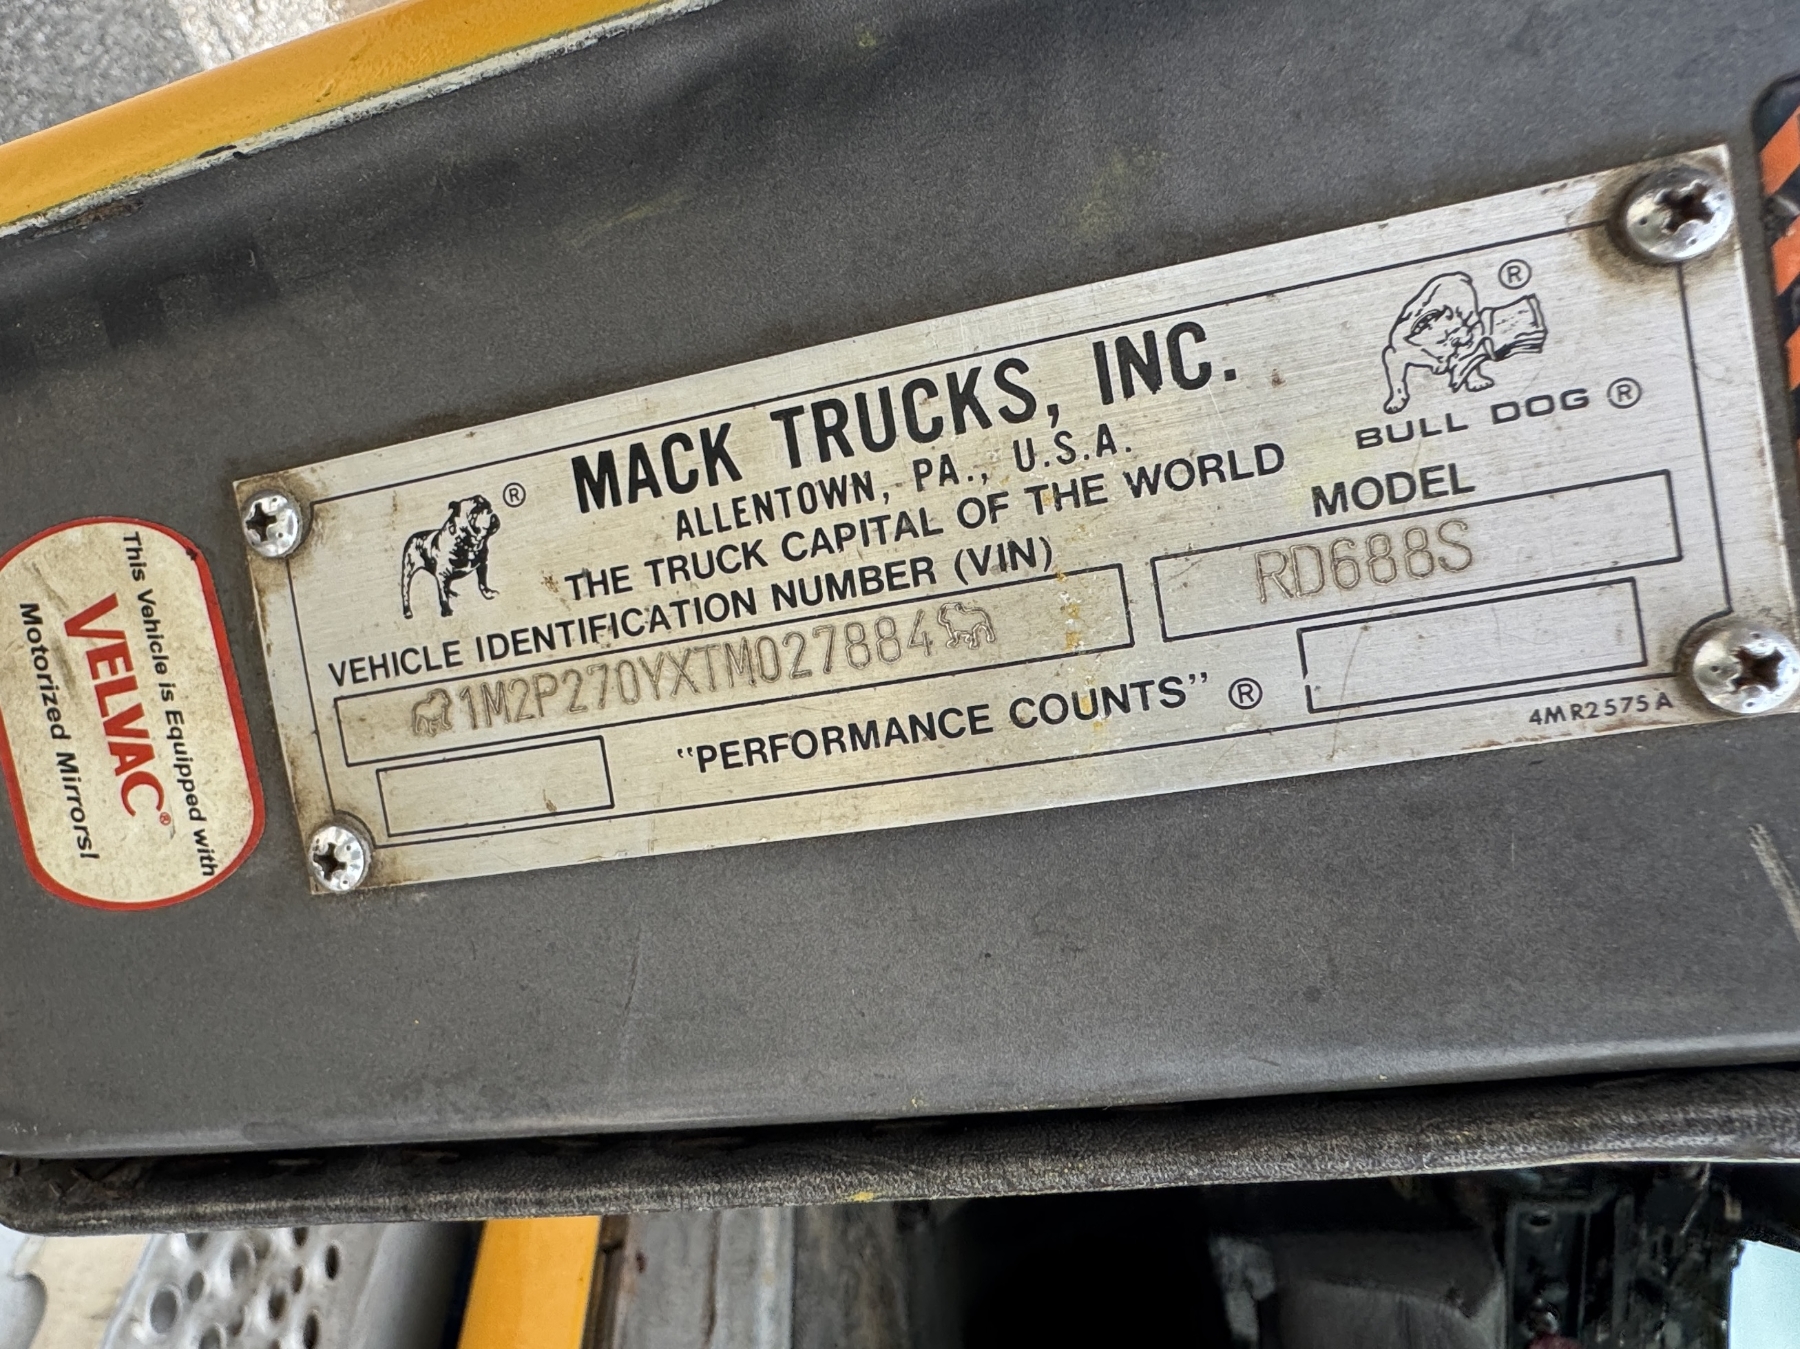 MACK TRUCKS, INC.
ALLENTOWN, PA., U.S.A.
THE TRUCK CAPITAL OF THE WORLD
VEHICLE IDENTIFICATION NUMBER (VIN)
1M2P270YXTM027884
"PERFORMANCE COUNTS" ®
®
®
BULL DOG ®
MODEL
RD688S
4MR2575A
This Vehicle is Equipped with
VELVAC®
Motorized Mirrors!